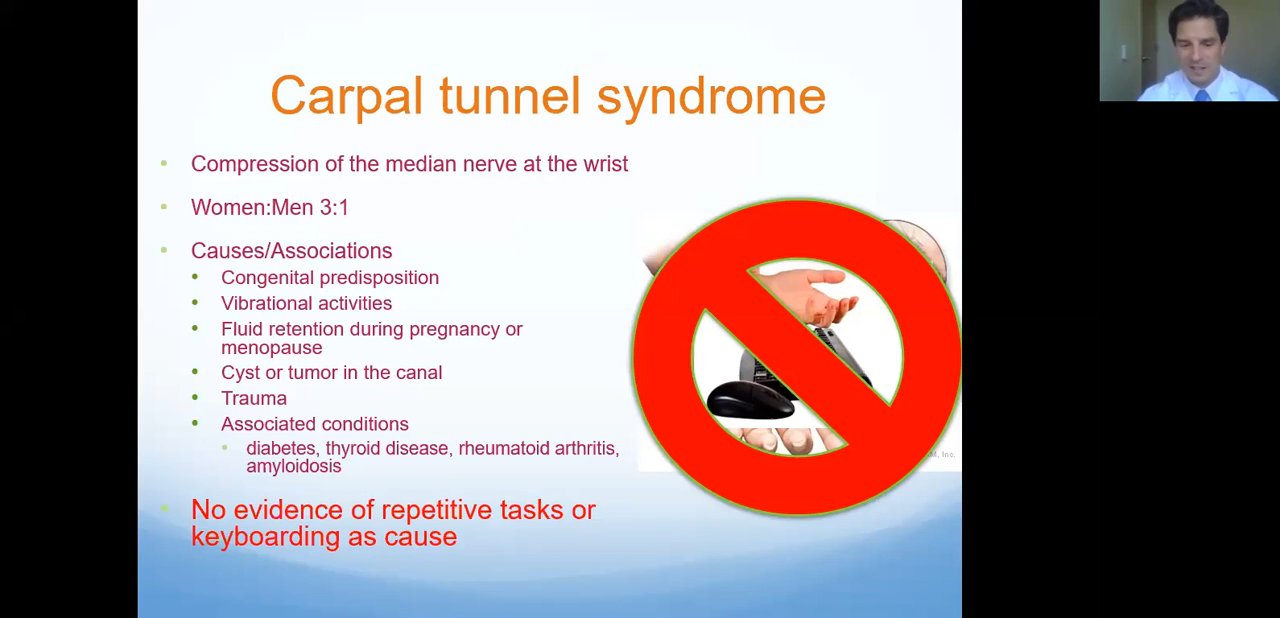 Carpal tunnel syndrome
• Compression of the median nerve at the wrist
• Women:Men 3:1
• Causes/Associations
• Congenital predisposition
• Vibrational activities
• Fluid retention during pregnancy or
menopause
• Cyst or tumor in the canal
• Trauma
• Associated conditions
• diabetes, thyroid disease, rheumatoid arthritis,
amyloidosis
• No evidence of repetitive tasks or
keyboarding as cause
M, Inc.